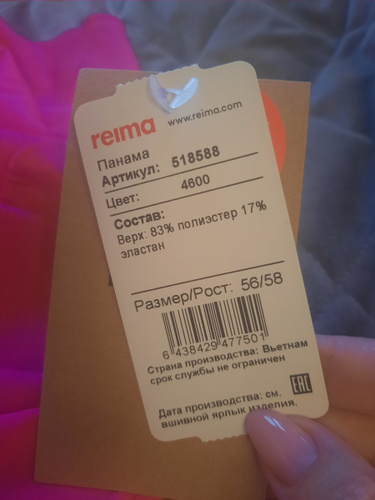 reima www.reima.com
Панама
Артикул: 518588
Цвет: 4600
Состав:
Верх: 83% полиэстер 17%
эластан
Размер/Рост: 56/58
6 438429 477501
Страна производства: Вьетнам
срок службы не ограничен
EAC
Дата производства: см.
вшивной ярлык изделия.